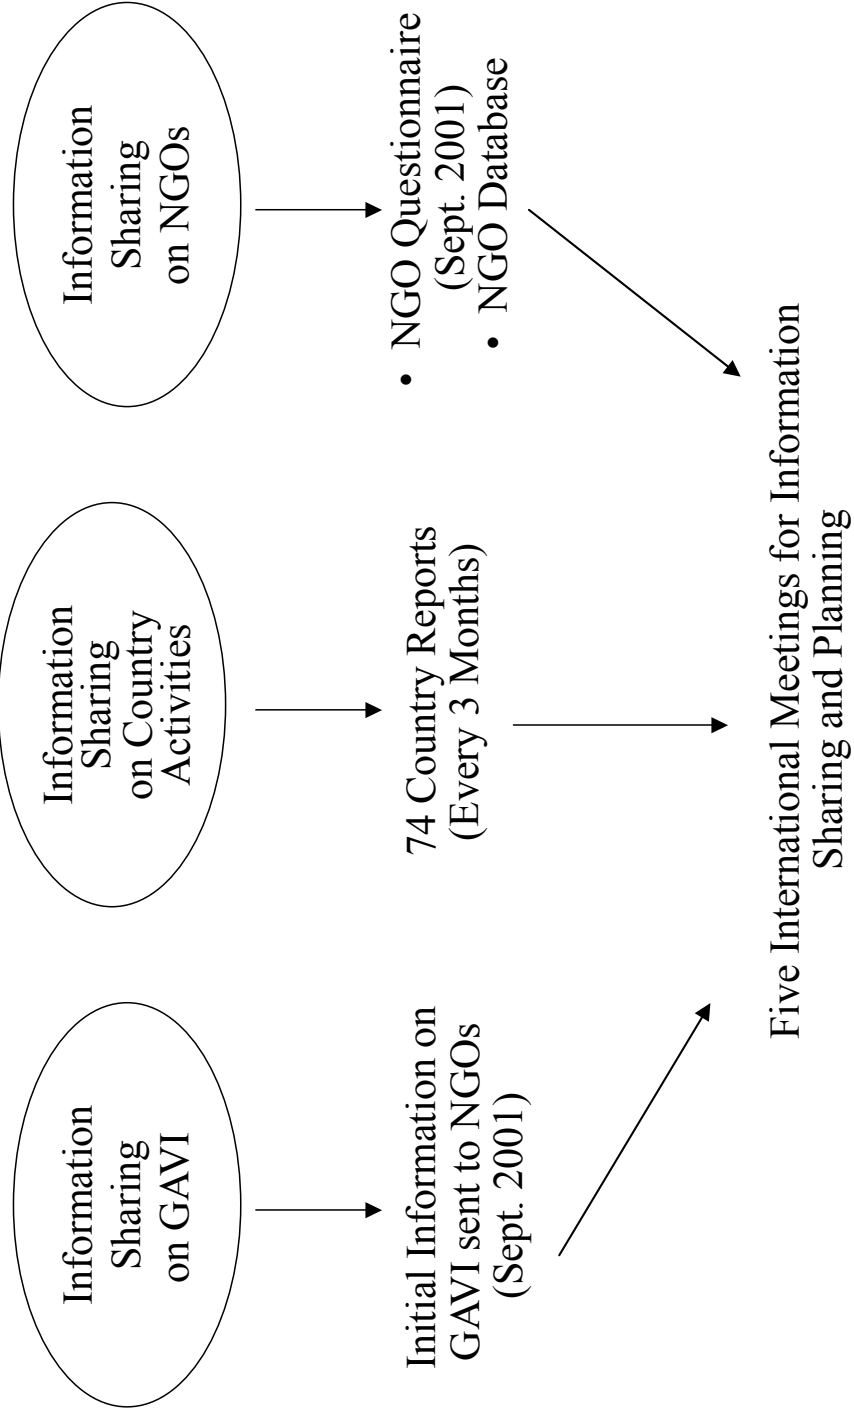 Information
Sharing
on GAVI
Information
Sharing
on Country
Activities
Information
Sharing
on NGOs
Initial Information on
GAVI sent to NGOs
(Sept. 2001)
74 Country Reports
(Every 3 Months)
• NGO Questionnaire
(Sept. 2001)
• NGO Database
Five International Meetings for Information
Sharing and Planning